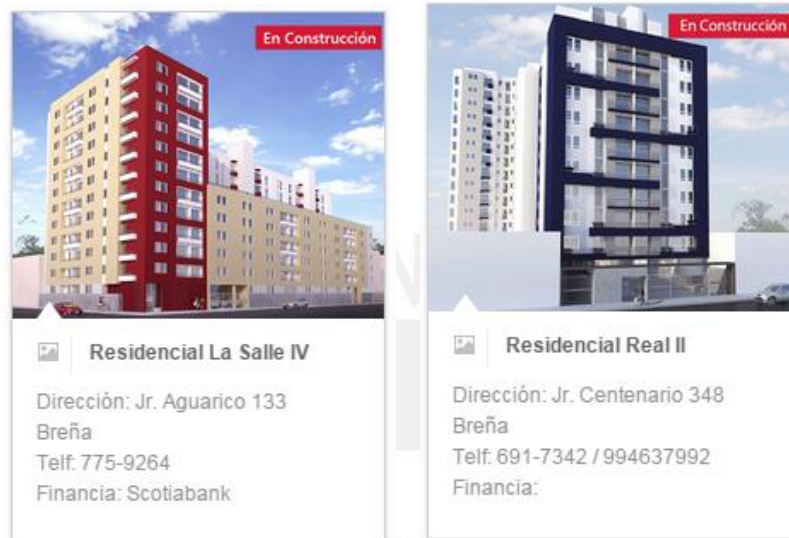 En Construcción
Residencial La Salle IV
Dirección: Jr. Aguarico 133
Breña
Telf: 775-9264
Financia: Scotiabank
En Construcción
Residencial Real II
Dirección: Jr. Centenario 348
Breña
Telf: 691-7342 / 994637992
Financia: